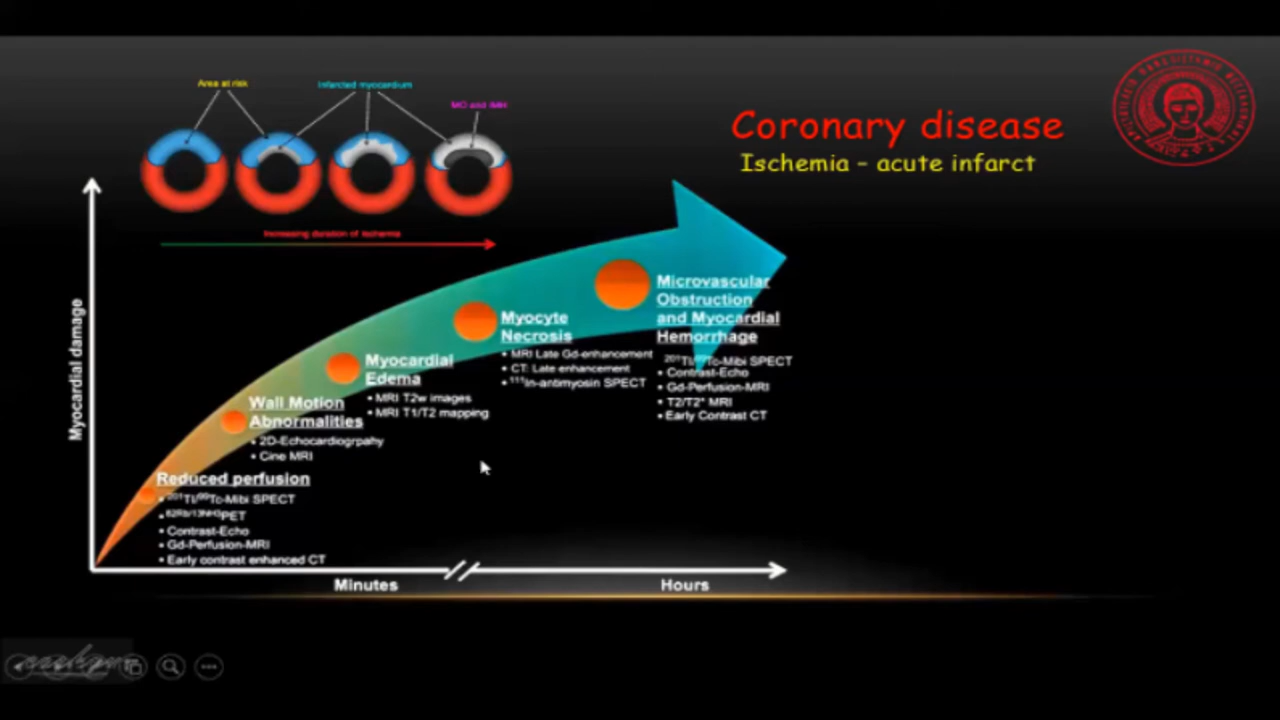 Area at risk
Infarcted myocardium
MO and IMH
Coronary disease
Ischemia – acute infarct
Increasing duration of ischemia
Myocardial damage
Microvascular
Obstruction
and Myocardial
Hemorrhage
201Tl/99Tc-Mibi SPECT
• Contrast-Echo
• Gd-Perfusion-MRI
• T2/T2* MRI
• Early Contrast CT
Myocyte
Necrosis
• MRI Late Gd-enhancement
• CT: Late enhancement
• 111In-antimyosin SPECT
Myocardial
Edema
• MRI T2w images
• MRI T1/T2 mapping
Wall Motion
Abnormalities
• 2D-Echocardiogrpahy
• Cine MRI
Reduced perfusion
• 201Tl/99Tc-Mibi SPECT
• 82Rb/13NH3PET
• Contrast-Echo
• Gd-Perfusion-MRI
• Early contrast enhanced CT
Minutes
Hours